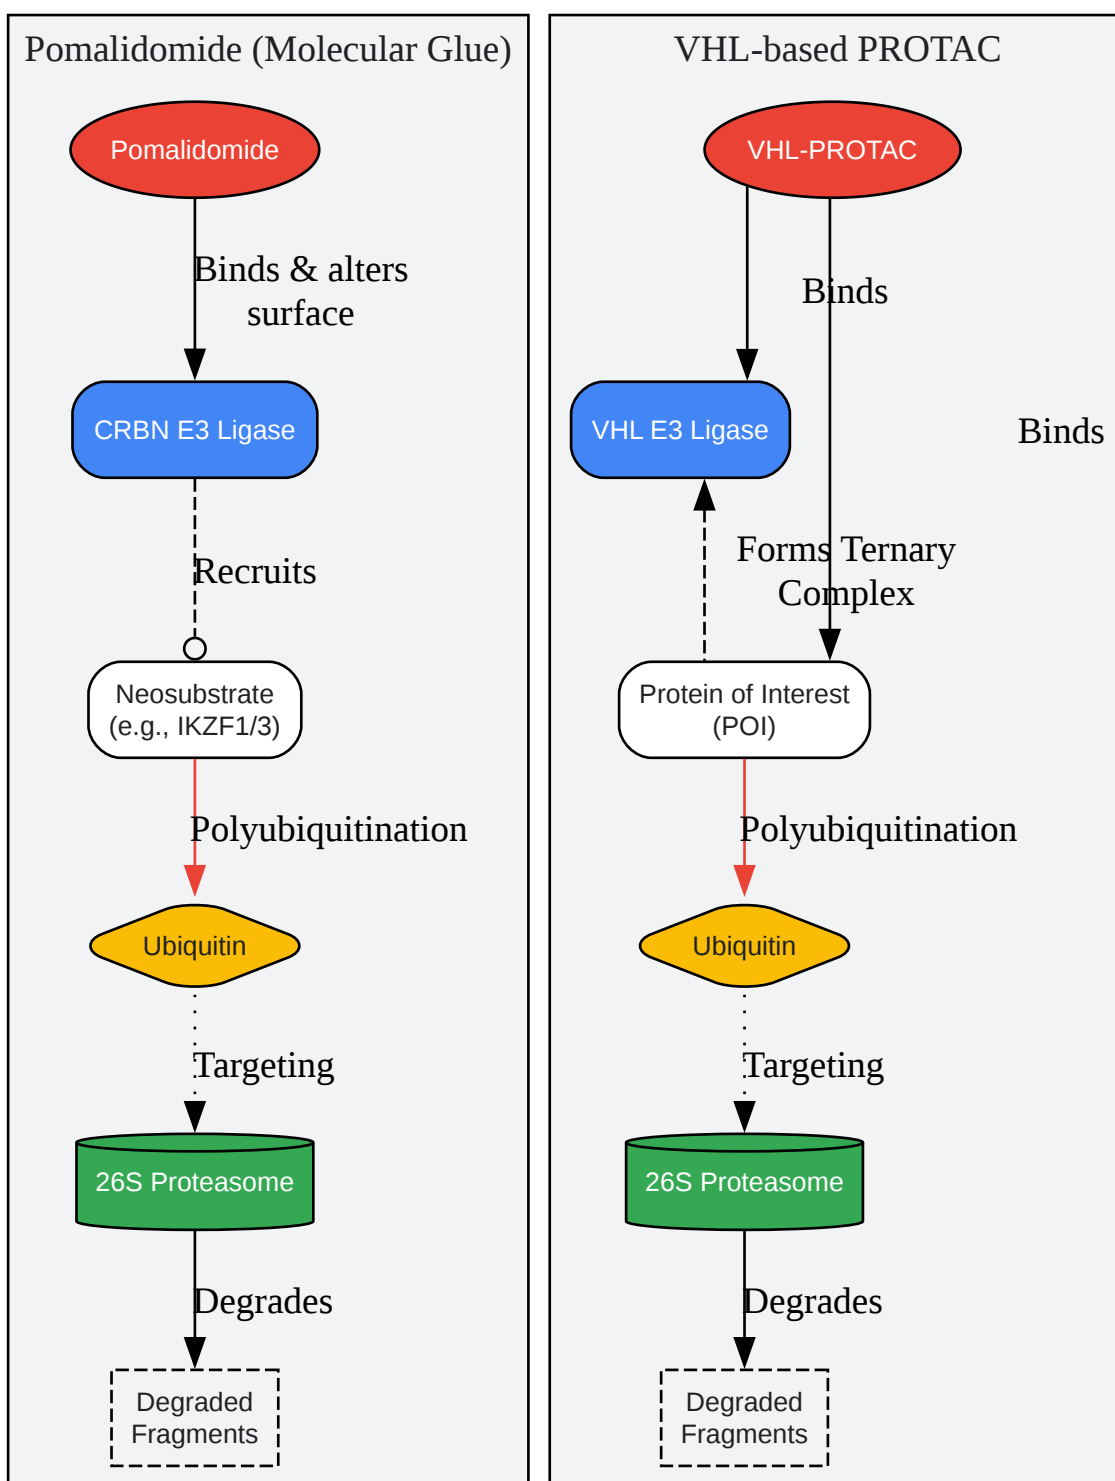 Pomalidomide (Molecular Glue)
Pomalidomide
Binds & alters
surface
CRBN E3 Ligase
Recruits
Neosubstrate
(e.g., IKZF1/3)
Polyubiquitination
Ubiquitin
Targeting
26S Proteasome
Degrades
Degraded
Fragments
VHL-based PROTAC
VHL-PROTAC
Binds
VHL E3 Ligase
Binds
Forms Ternary
Complex
Protein of Interest
(POI)
Polyubiquitination
Ubiquitin
Targeting
26S Proteasome
Degrades
Degraded
Fragments